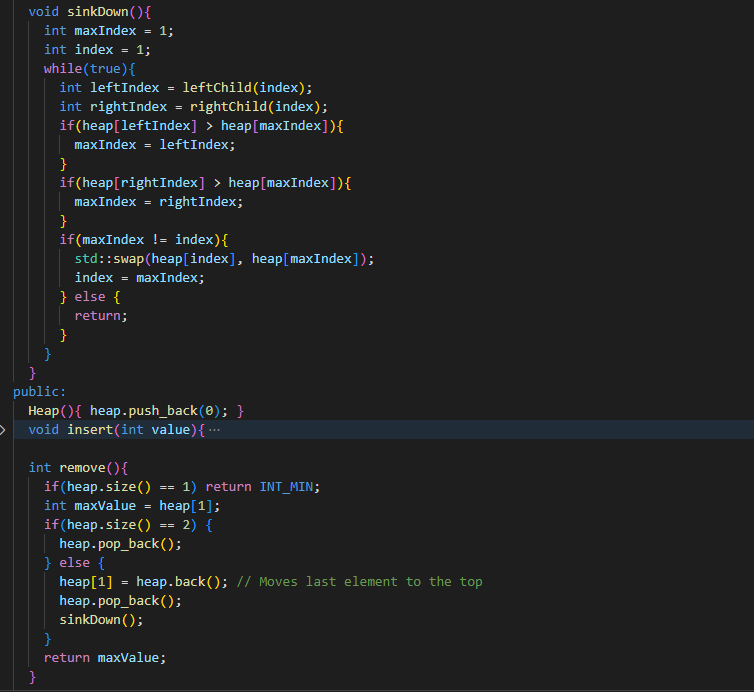 void sinkDown(){
int maxIndex = 1;
int index = 1;
while(true){
int leftIndex = leftChild(index);
int rightIndex = rightChild(index);
if(heap[leftIndex] > heap[maxIndex]){
maxIndex = leftIndex;
}
if(heap[rightIndex] > heap[maxIndex]){
maxIndex = rightIndex;
}
if(maxIndex != index){
std::swap(heap[index], heap[maxIndex]);
index = maxIndex;
} else {
return;
}
}
}
public:
Heap(){ heap.push_back(0); }
void insert(int value){ ···
int remove(){
if(heap.size() == 1) return INT_MIN;
int maxValue = heap[1];
if(heap.size() == 2) {
heap.pop_back();
} else {
heap[1] = heap.back(); // Moves last element to the top
heap.pop_back();
sinkDown();
}
return maxValue;
}